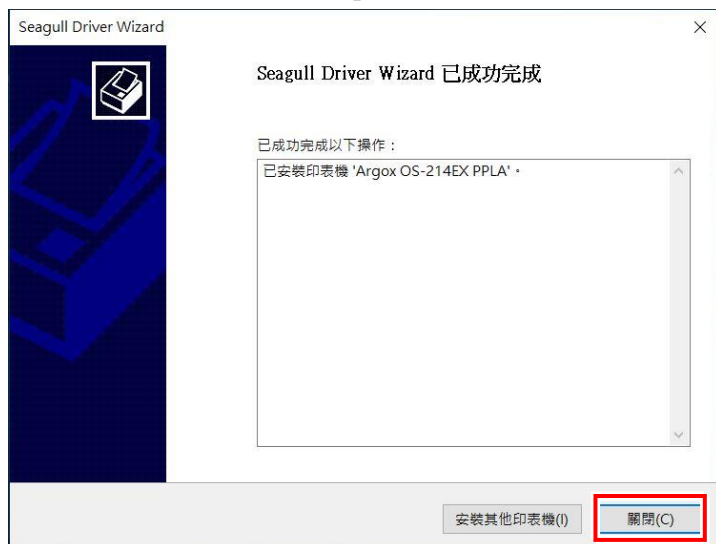 Seagull Driver Wizard
Seagull Driver Wizard 已成功完成
已成功完成以下操作：
已安裝印表機 'Argox OS-214EX PPLA'。
安裝其他印表機(I)
關閉(C)